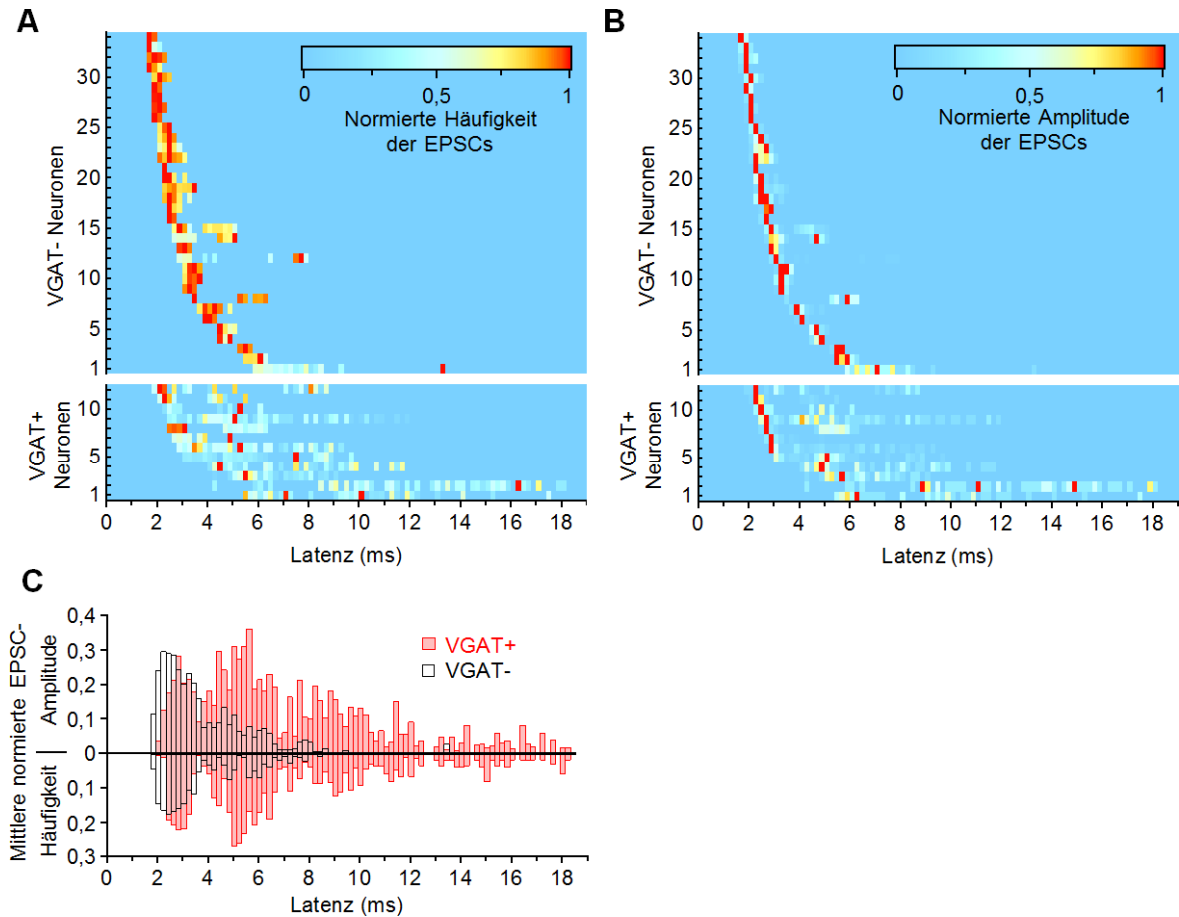 A
VGAT- Neuronen
30
25
20
15
10
5
1
0 0,5 1
Normierte Häufigkeit
der EPSCs
VGAT+
Neuronen
10
5
1
0 2 4 6 8 10 12 14 16 18
Latenz (ms)
B
VGAT- Neuronen
30
25
20
15
10
5
1
0 0,5 1
Normierte Amplitude
der EPSCs
VGAT+
Neuronen
10
5
1
0 2 4 6 8 10 12 14 16 18
Latenz (ms)
C
Mittlere normierte EPSC-
Häufigkeit | Amplitude
0,4
0,3
0,2
0,1
0
0,1
0,2
0,3
VGAT+
VGAT-
0 2 4 6 8 10 12 14 16 18
Latenz (ms)